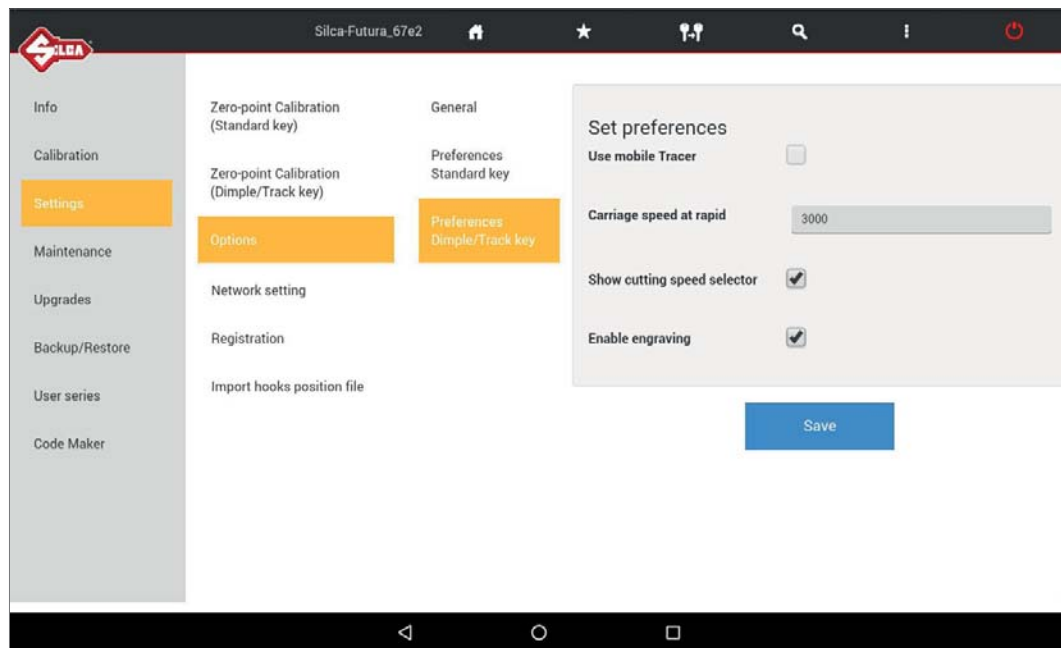 Silca-Futura_67e2
SILCA
Info
Calibration
Settings
Maintenance
Upgrades
Backup/Restore
User series
Code Maker
Zero-point Calibration
(Standard key)
Zero-point Calibration
(Dimple/Track key)
Options
Network setting
Registration
Import hooks position file
General
Preferences
Standard key
Preferences
Dimple/Track key
Set preferences
Use mobile Tracer
Carriage speed at rapid
3000
Show cutting speed selector
Enable engraving
Save